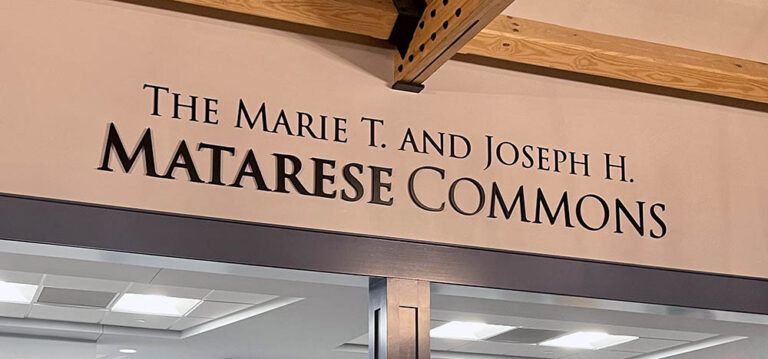 The Marie T. and Joseph H.
Matarese Commons